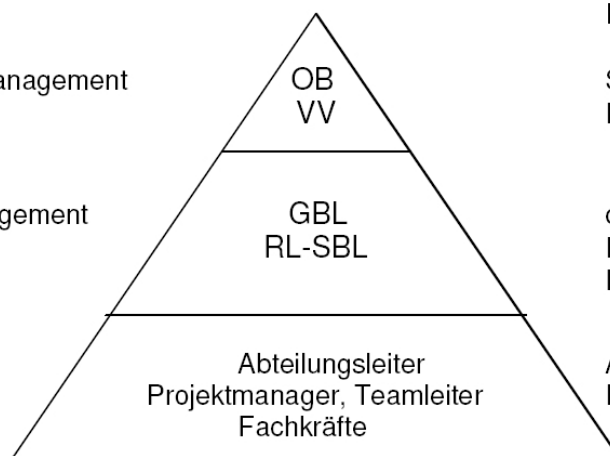 anagement
OB
VV
gement
GBL
RL-SBL
Abteilungsleiter
Projektmanager, Teamleiter
Fachkräfte